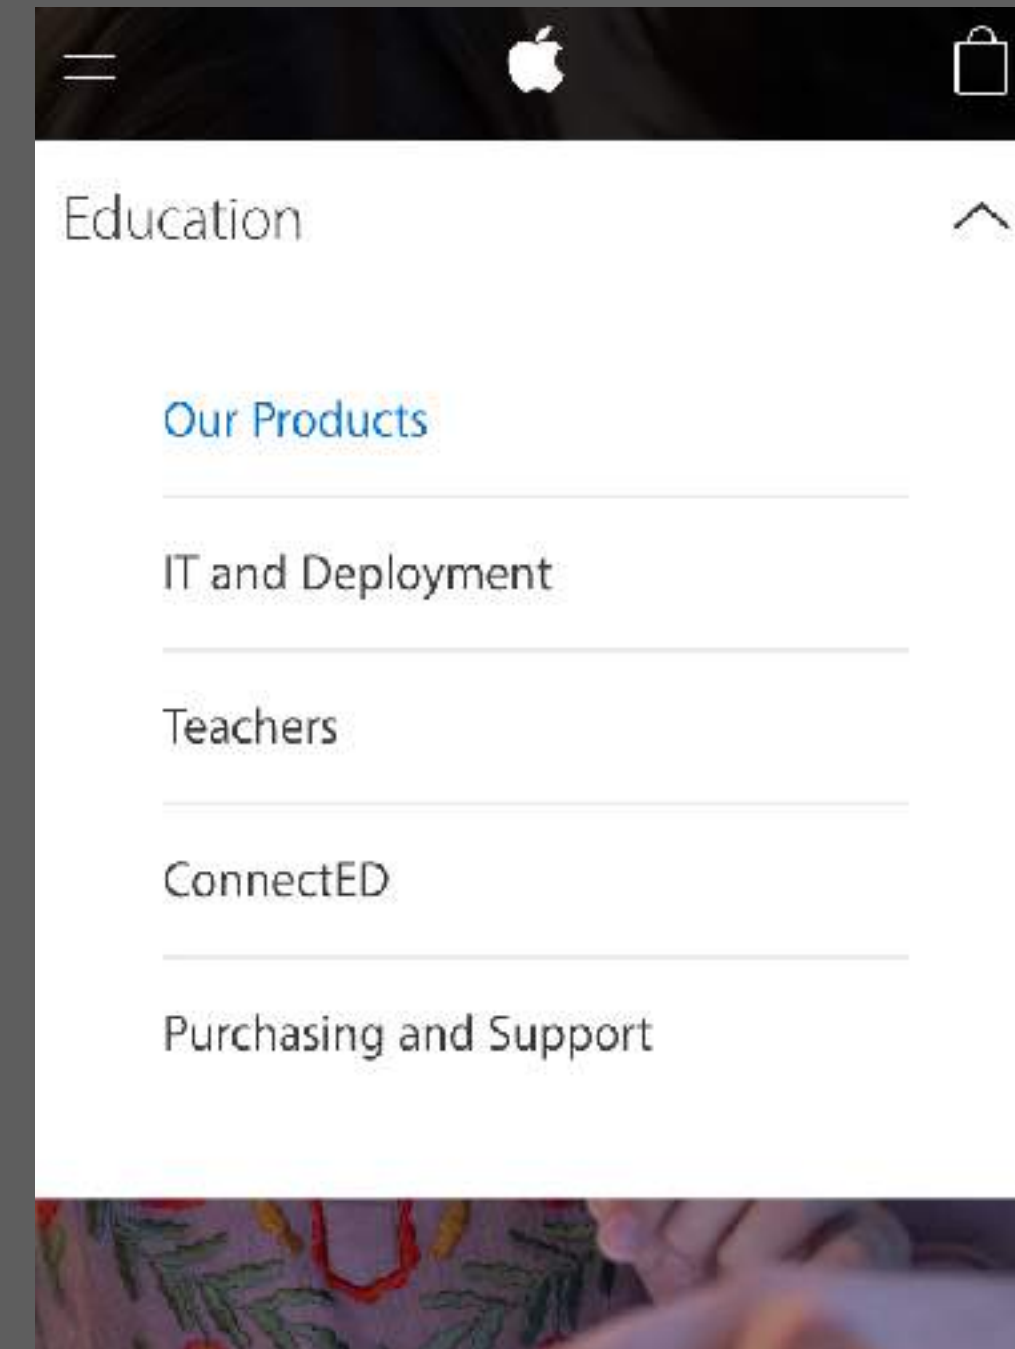 Education
Our Products
IT and Deployment
Teachers
ConnectED
Purchasing and Support